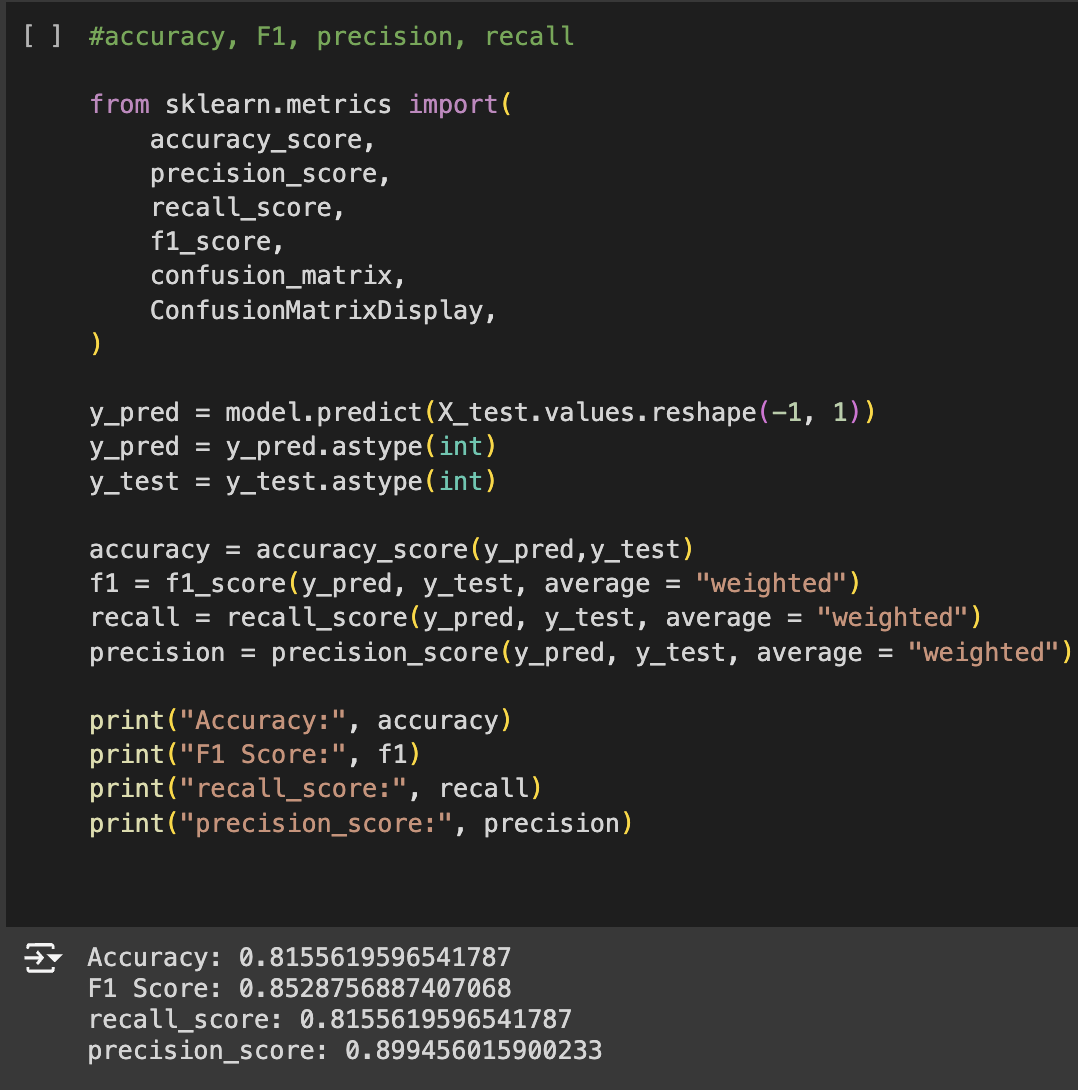 [ ] #accuracy, F1, precision, recall
from sklearn.metrics import(
accuracy_score,
precision_score,
recall_score,
f1_score,
confusion_matrix,
ConfusionMatrixDisplay,
)
y_pred = model.predict(X_test.values.reshape(-1, 1))
y_pred = y_pred.astype(int)
y_test = y_test.astype(int)
accuracy = accuracy_score(y_pred,y_test)
f1 = f1_score(y_pred, y_test, average = "weighted")
recall = recall_score(y_pred, y_test, average = "weighted")
precision = precision_score(y_pred, y_test, average = "weighted")
print("Accuracy:", accuracy)
print("F1 Score:", f1)
print("recall_score:", recall)
print("precision_score:", precision)
Accuracy: 0.8155619596541787
F1 Score: 0.8528756887407068
recall_score: 0.8155619596541787
precision_score: 0.899456015900233